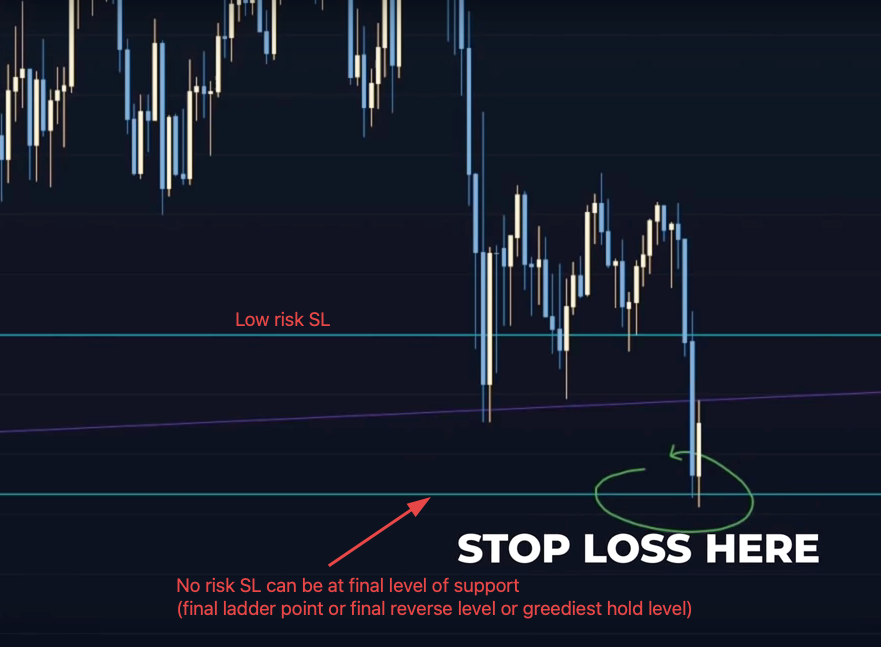 Low risk SL
STOP LOSS HERE
No risk SL can be at final level of support
(final ladder point or final reverse level or greediest hold level)